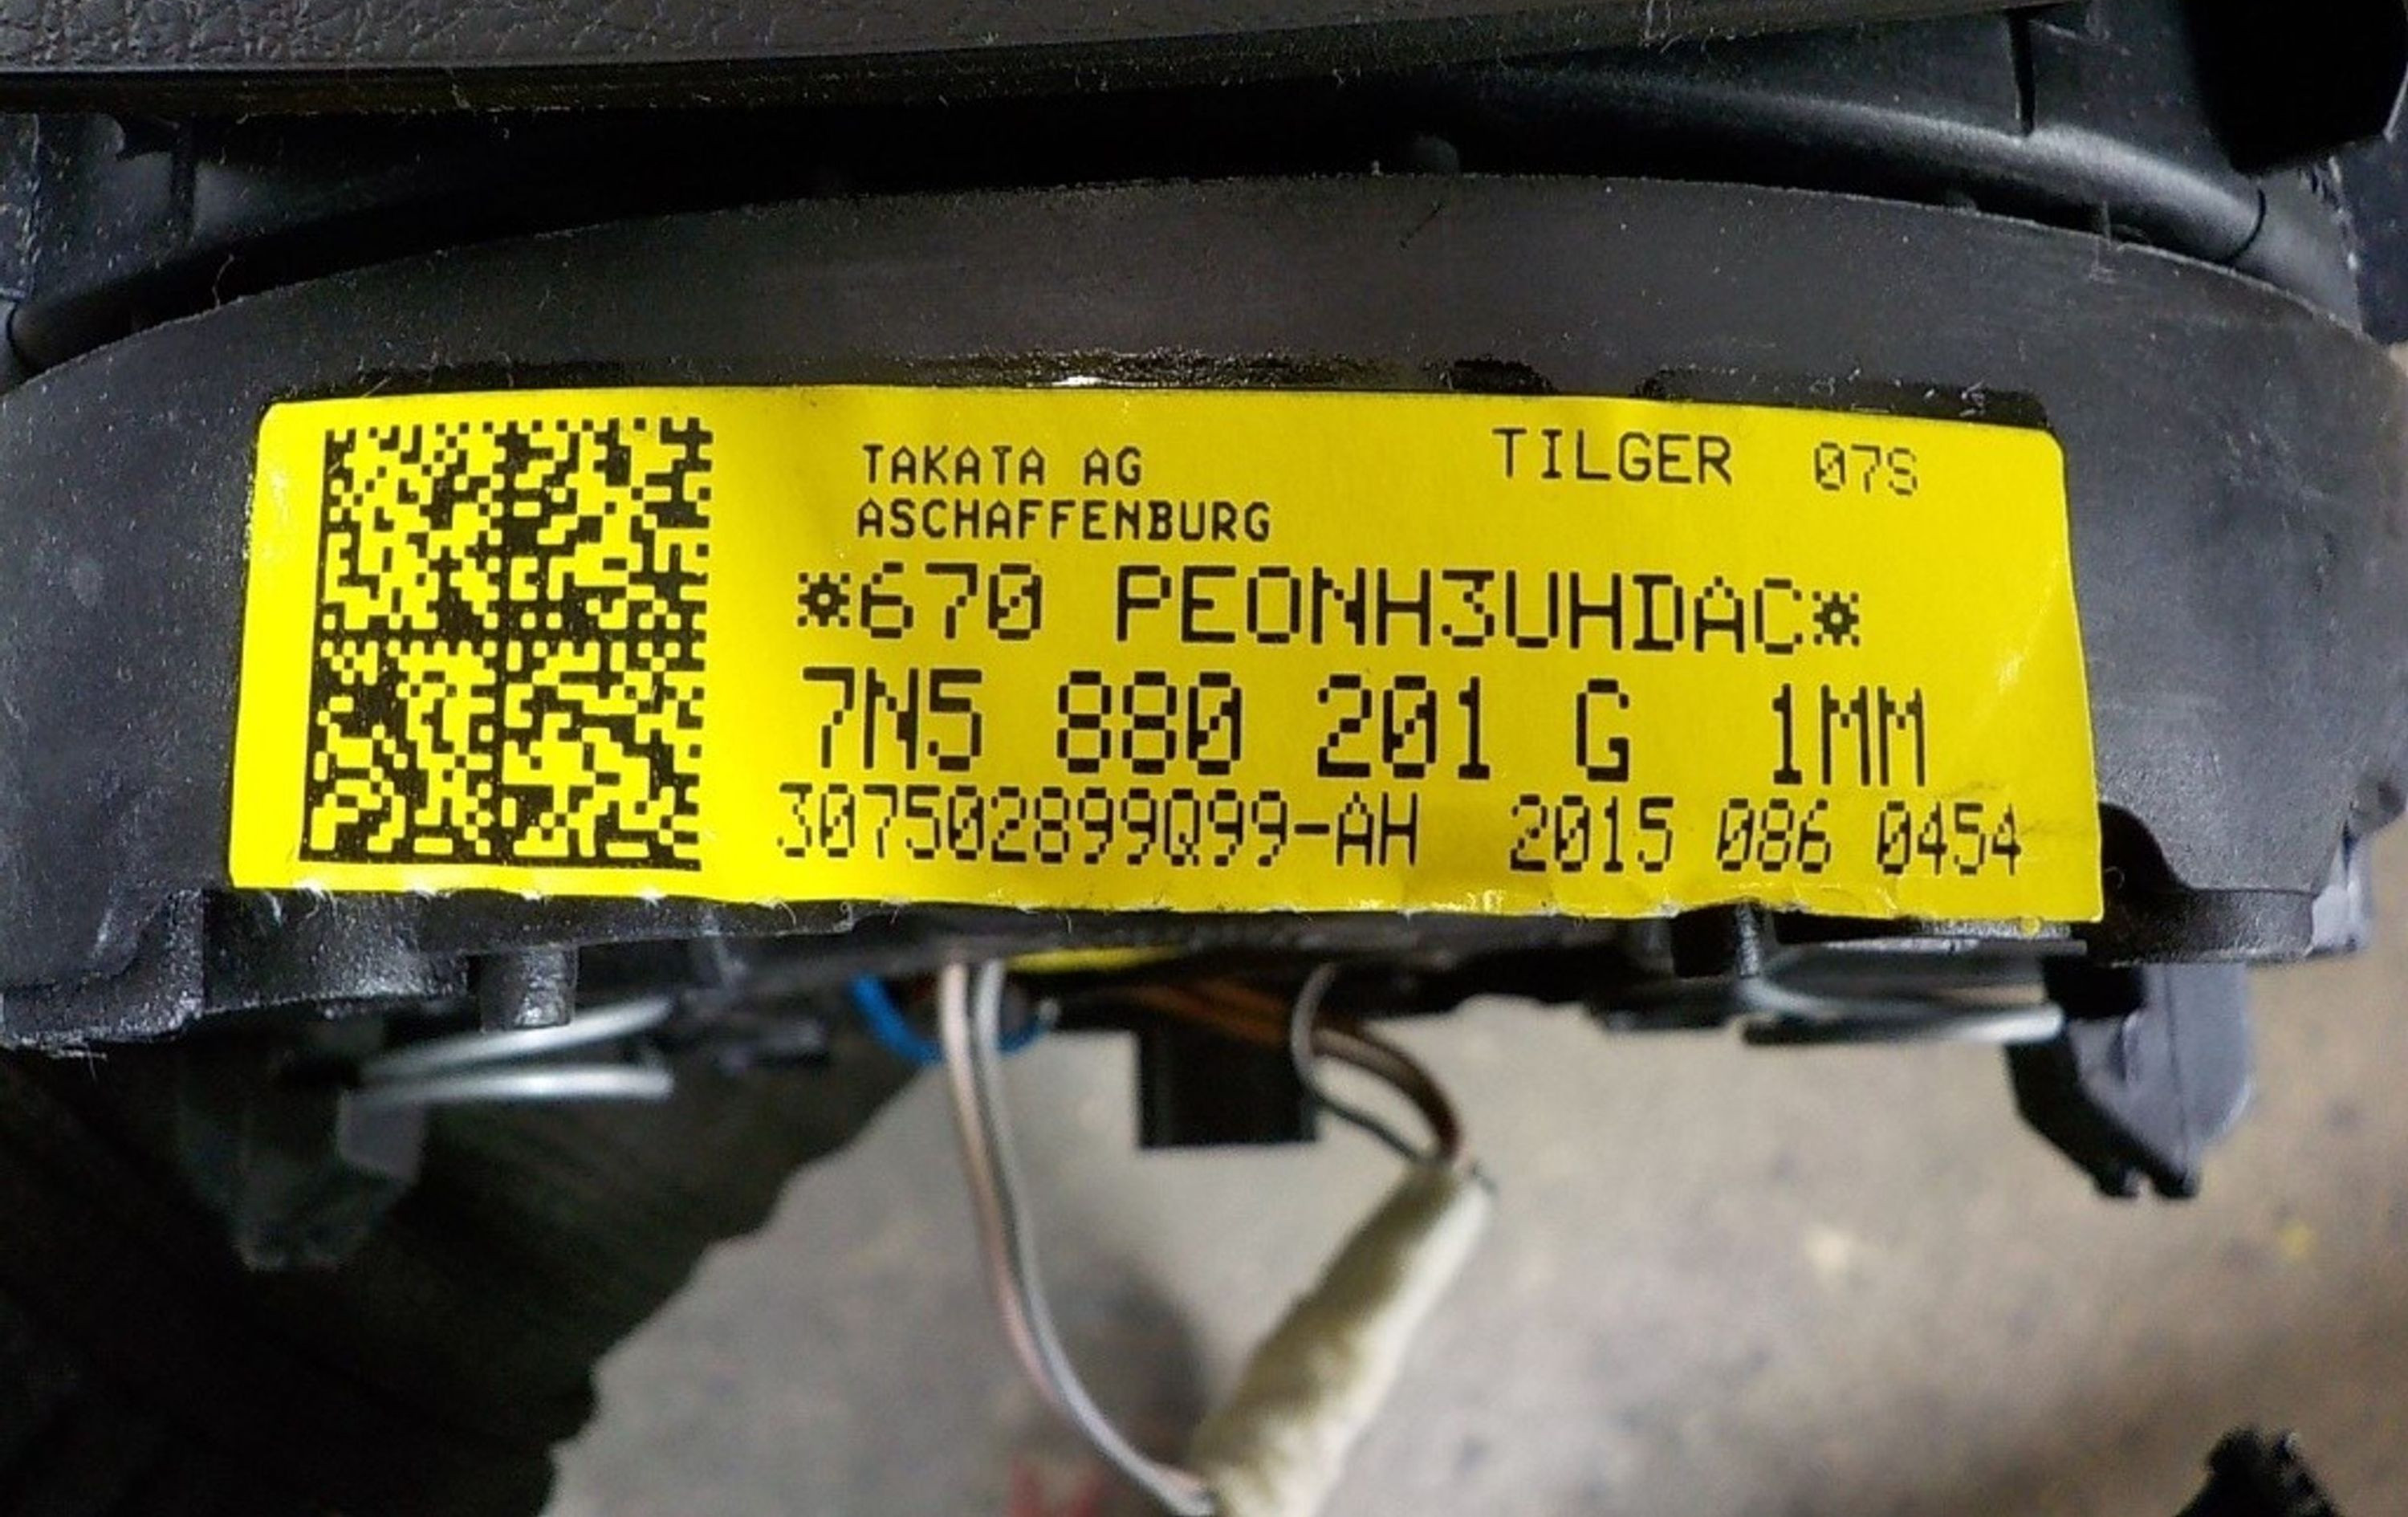 TAKATA AG TILGER 07S
ASCHAFFENBURG
*670 PEONH3UHDAC*
7N5 880 201 G 1MM
307502899Q99-AH 2015 086 0454